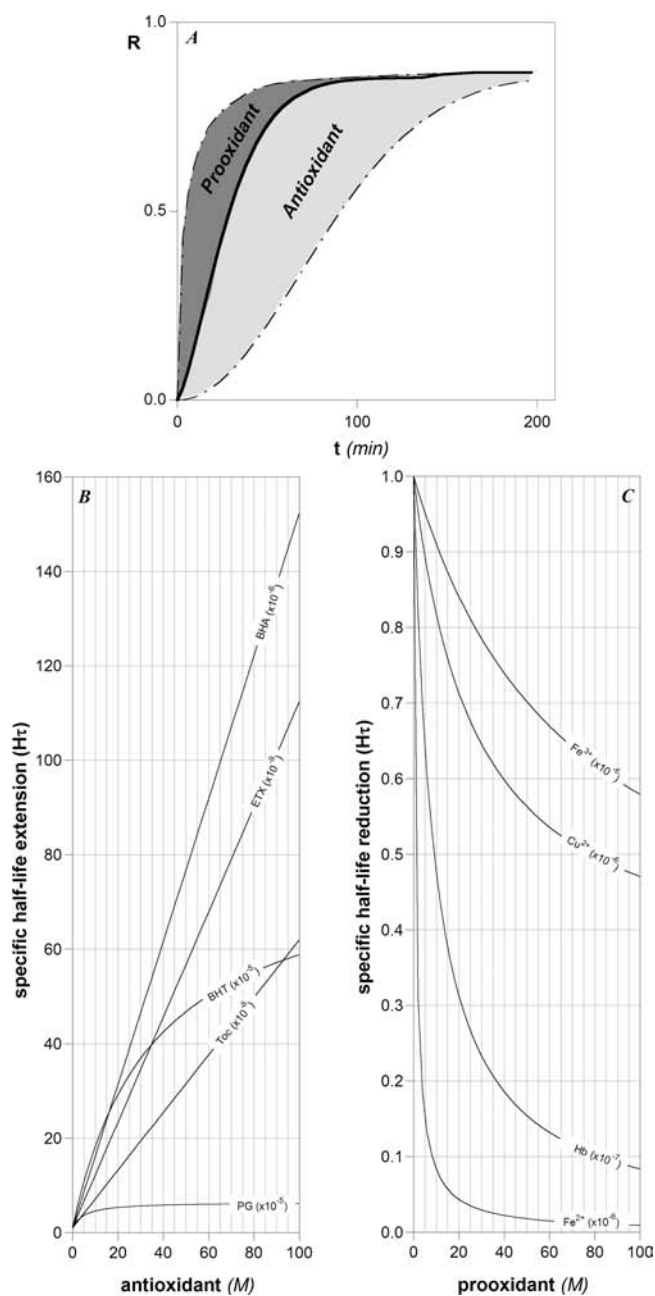 R
A
1.0
0.5
0.0
Prooxidant
Antioxidant
0
100
200
t (min)
B
160
140
120
100
80
60
40
20
0
specific half-life extension (Hτ)
BHA (x10⁻⁶)
ETX (x10⁻⁹)
BHT (x10⁻⁵)
Toc (x10⁻⁹)
PG (x10⁻⁵)
0
20
40
60
80
100
antioxidant (M)
C
1.0
0.9
0.8
0.7
0.6
0.5
0.4
0.3
0.2
0.1
0.0
specific half-life reduction (Hτ)
Fe³⁺ (x10⁻⁶)
Cu²⁺ (x10⁻⁶)
Hb (x10⁻⁷)
Fe²⁺ (x10⁻⁶)
0
20
40
60
80
100
prooxidant (M)